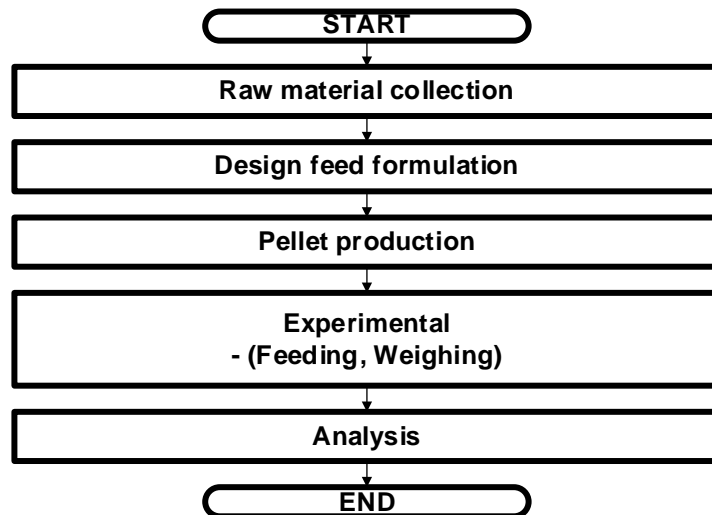 START
Raw material collection
Design feed formulation
Pellet production
Experimental
- (Feeding, Weighing)
Analysis
END